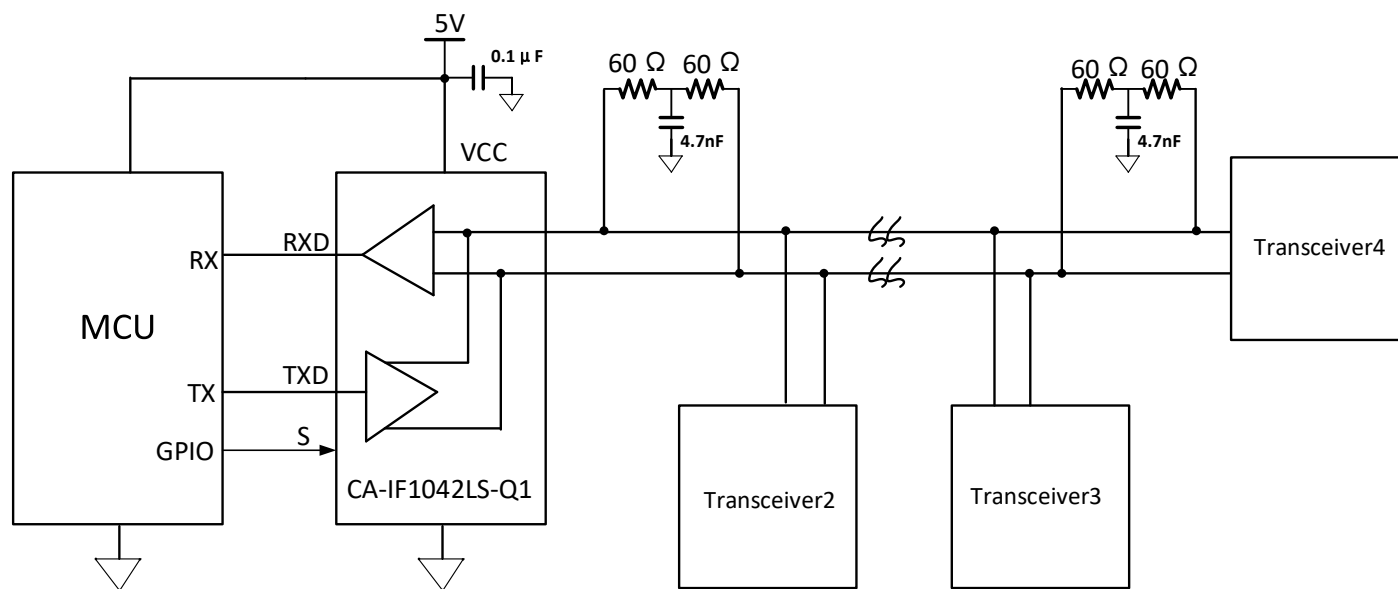 5V
0.1 μ F
60 Ω 60 Ω
60 Ω 60 Ω
4.7nF
4.7nF
VCC
RXD
RX
MCU
TXD
TX
S
GPIO
CA-IF1042LS-Q1
Transceiver2
Transceiver3
Transceiver4